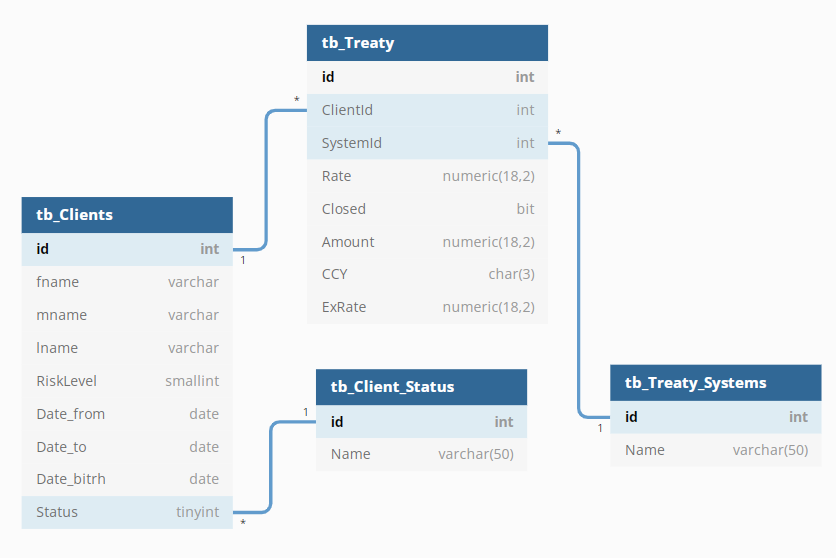 tb_Treaty
id int
ClientId int
SystemId int
Rate numeric(18,2)
Closed bit
Amount numeric(18,2)
CCY char(3)
ExRate numeric(18,2)
*
*
tb_Clients
id int
fname varchar
mname varchar
lname varchar
RiskLevel smallint
Date_from date
Date_to date
Date_bitrh date
Status tinyint
1
*
tb_Client_Status
id int
Name varchar(50)
1
tb_Treaty_Systems
id int
Name varchar(50)
1